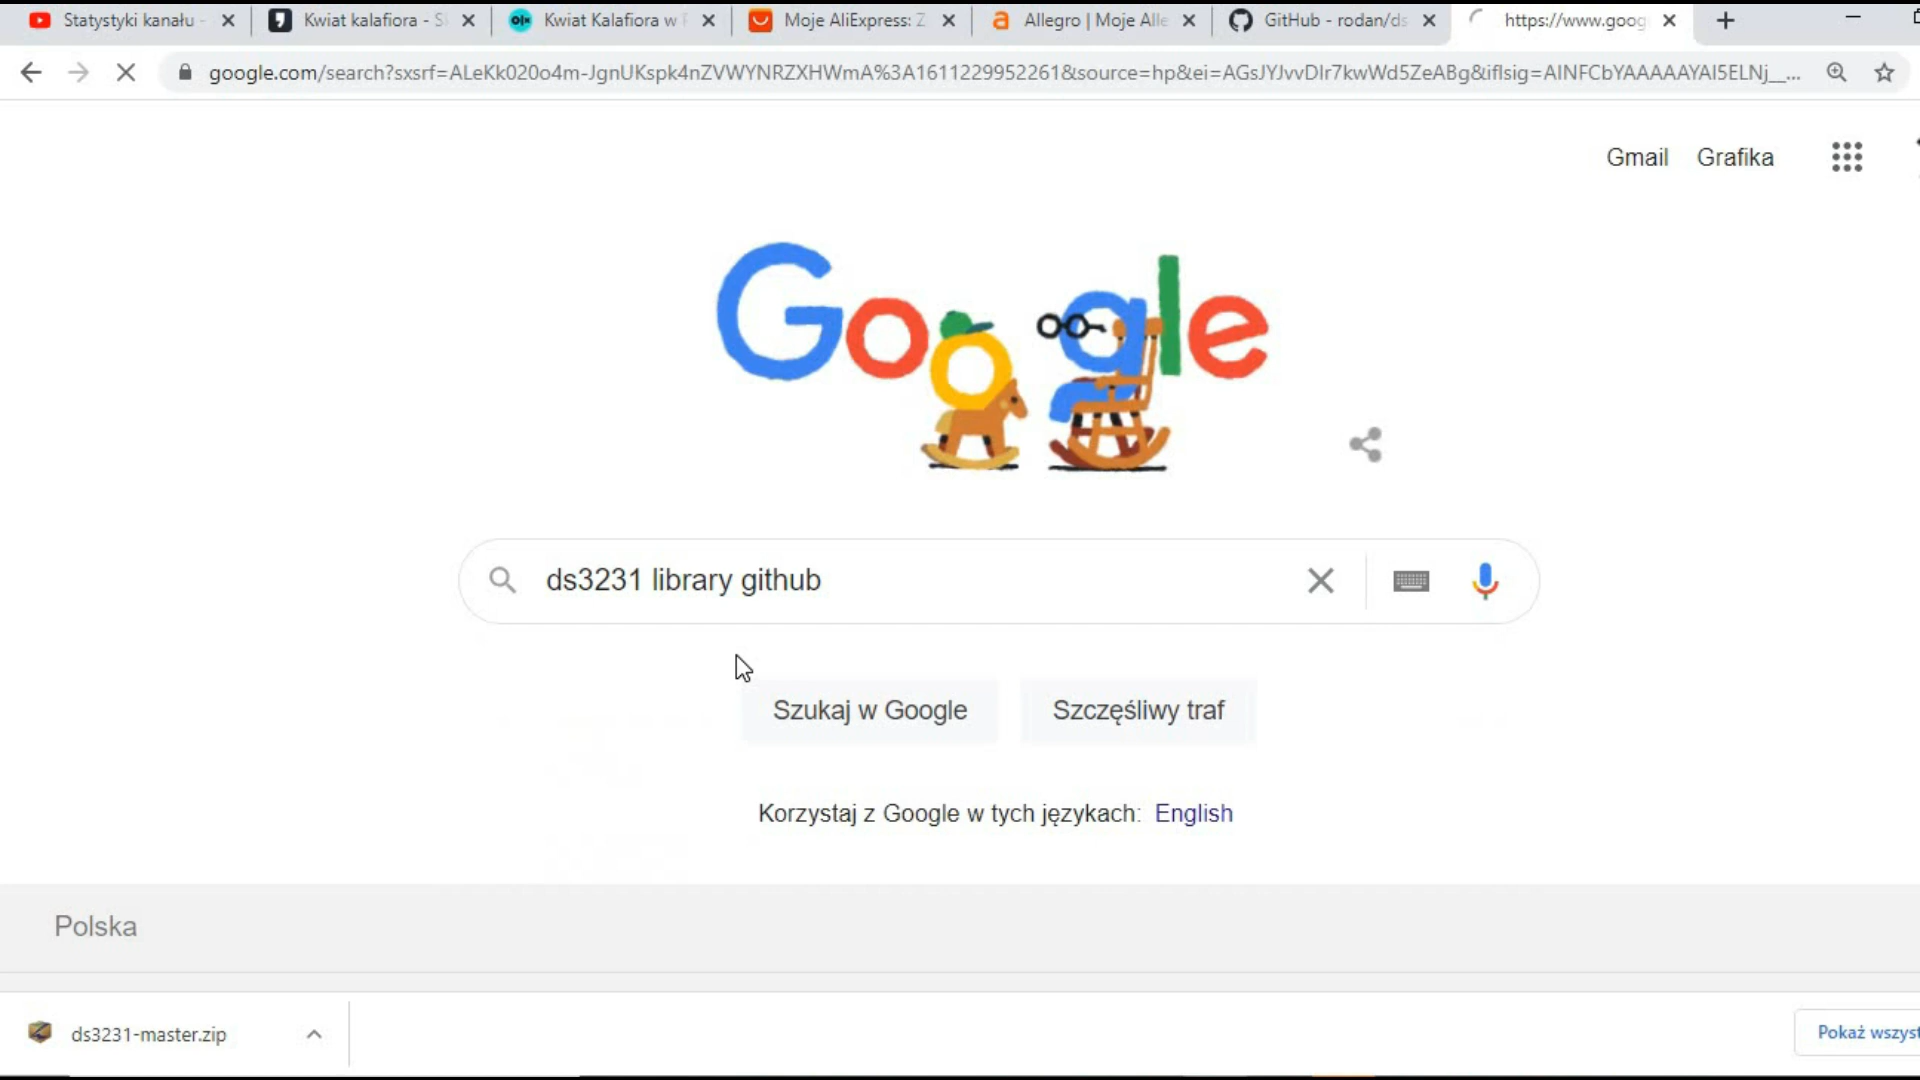 Statystyki kanału -
Kwiat kalafiora - S
Kwiat Kalafiora w P
Moje AliExpress: Z
Allegro | Moje Alle
GitHub - rodan/ds
https://www.goog
google.com/search?sxsrf=ALeKk020o4m-JgnUKspk4nZVWYNRZXHWmA%3A1611229952261&source=hp&ei=AGsJYJvvDIr7kwWd5ZeABg&iflsig=AINFCbYAAAAAYAl5ELNj__...
Gmail
Grafika
Google
ds3231 library github
Szukaj w Google
Szczęśliwy traf
Korzystaj z Google w tych językach: English
Polska
ds3231-master.zip
Pokaż wszyst